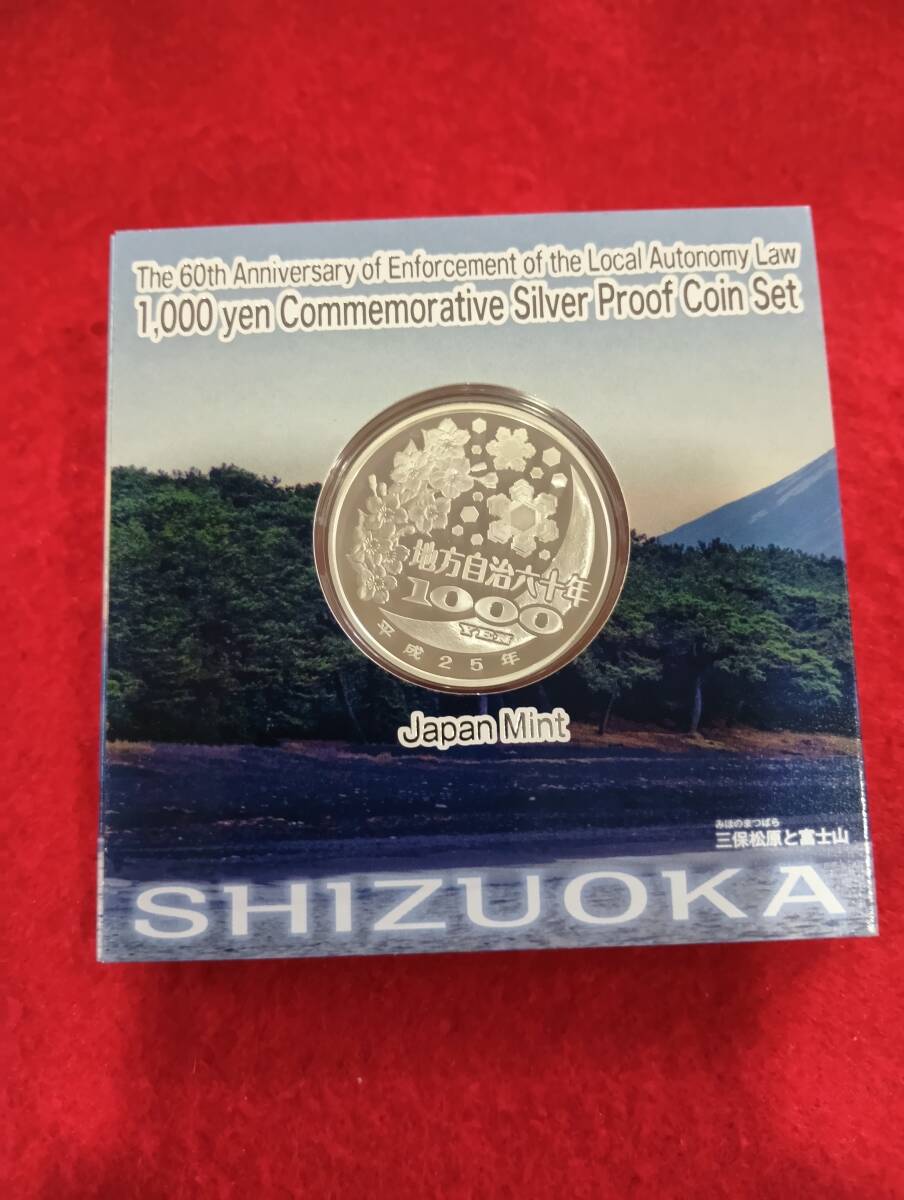 The 60th Anniversary of Enforcement of the Local Autonomy Law
1,000 yen Commemorative Silver Proof Coin Set
地方自治六十年
1000
YEN
平成25年
Japan Mint
みほのまつばら
三保松原と富士山
SHIZUOKA